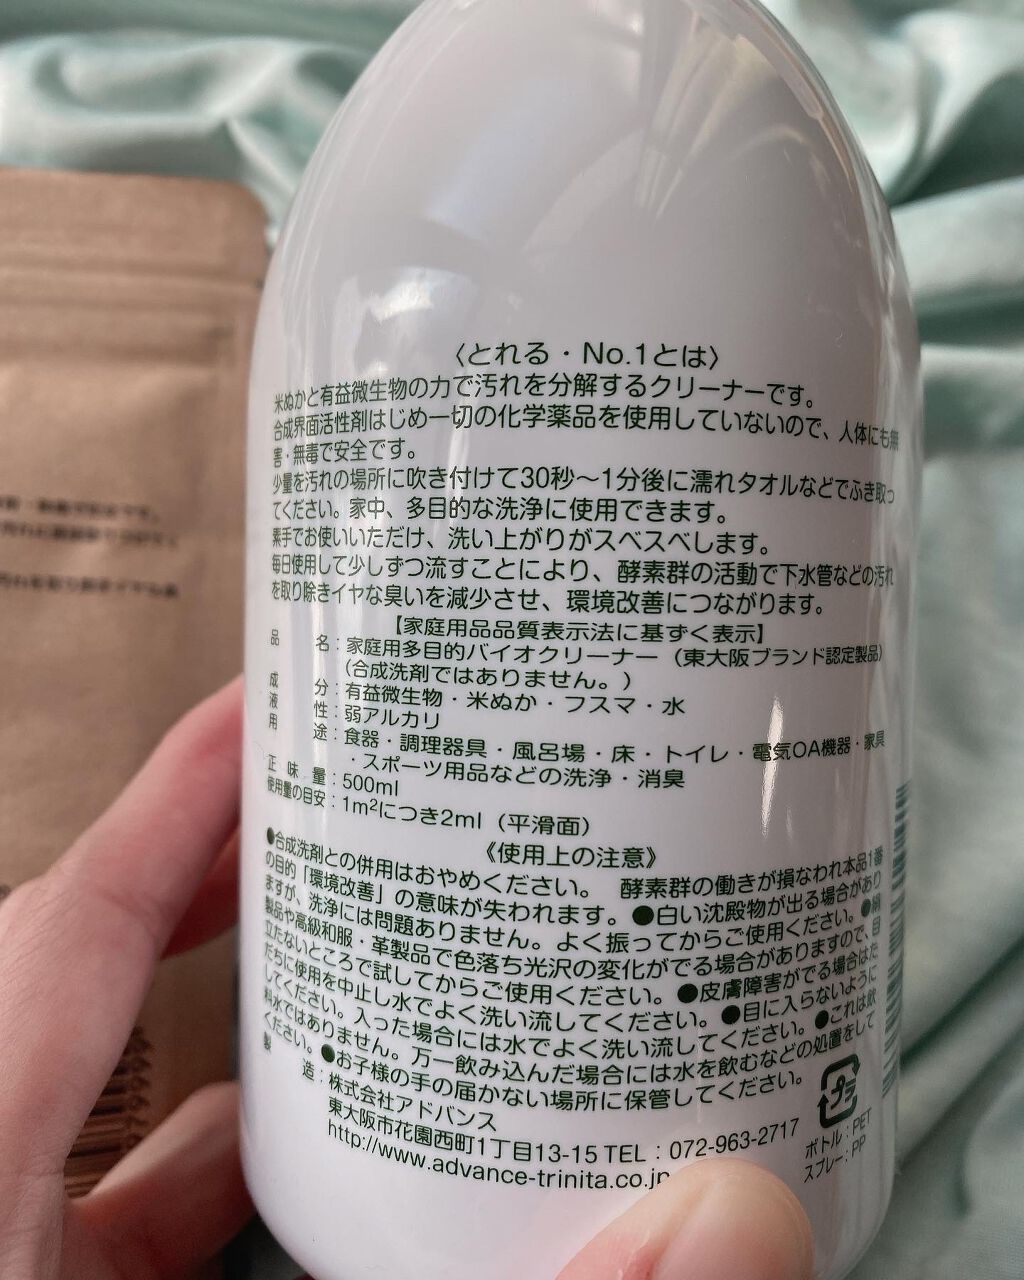 〈とれる・No.1とは〉
米ぬかと有益微生物の力で汚れを分解するクリーナーです。
合成界面活性剤はじめ一切の化学薬品を使用していないので、人体にも無
害・無毒で安全です。
少量を汚れの場所に吹き付けて30秒〜1分後に濡れタオルなどでふき取っ
てください。家中、多目的な洗浄に使用できます。
素手でお使いいただけ、洗い上がりがスベスベします。
毎日使用して少しずつ流すことにより、酵素群の活動で下水管などの汚れ
を取り除きイヤな臭いを減少させ、環境改善につながります。
【家庭用品品質表示法に基ずく表示】
品名：家庭用多目的バイオクリーナー（東大阪ブランド認定製品）
（合成洗剤ではありません。）
成分：有益微生物・米ぬか・フスマ・水
液性：弱アルカリ
用途：食器・調理器具・風呂場・床・トイレ・電気OA機器・家具
・スポーツ用品などの洗浄・消臭
正味量：500ml
使用量の目安：1m²につき2ml（平滑面）
《使用上の注意》
●合成洗剤との併用はおやめください。 酵素群の働きが損なわれ本品1番
の目的「環境改善」の意味が失われます。●白い沈殿物が出る場合があり
ますが、洗浄には問題ありません。よく振ってからご使用ください。●絹
製品や高級和服・革製品で色落ち光沢の変化がでる場合がありますので、目
立たないところで試してからご使用ください。●皮膚障害がでる場合はた
だちに使用を中止し水でよく洗い流してください。●目に入らないように
してください。入った場合には水でよく洗い流してください。●これは飲
料水ではありません。万一飲み込んだ場合には水を飲むなどの処置をして
ください。●お子様の手の届かない場所に保管してください。
製造：株式会社アドバンス
東大阪市花園西町1丁目13-15 TEL：072-963-2717
http://www.advance-trinita.co.jp
プラ
ボトル：PET
スプレー：PP